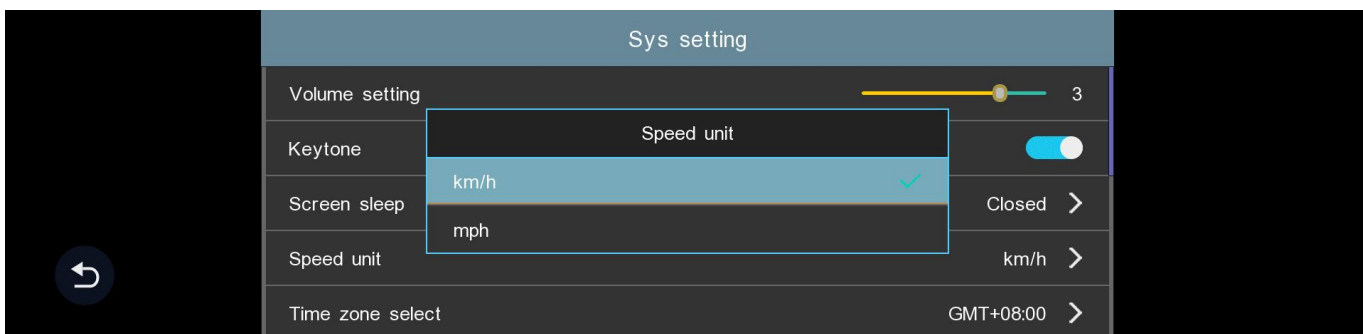 Sys setting
Volume setting 3
Speed unit
Keytone
km/h
Screen sleep Closed
mph
Speed unit km/h
Time zone select GMT+08:00